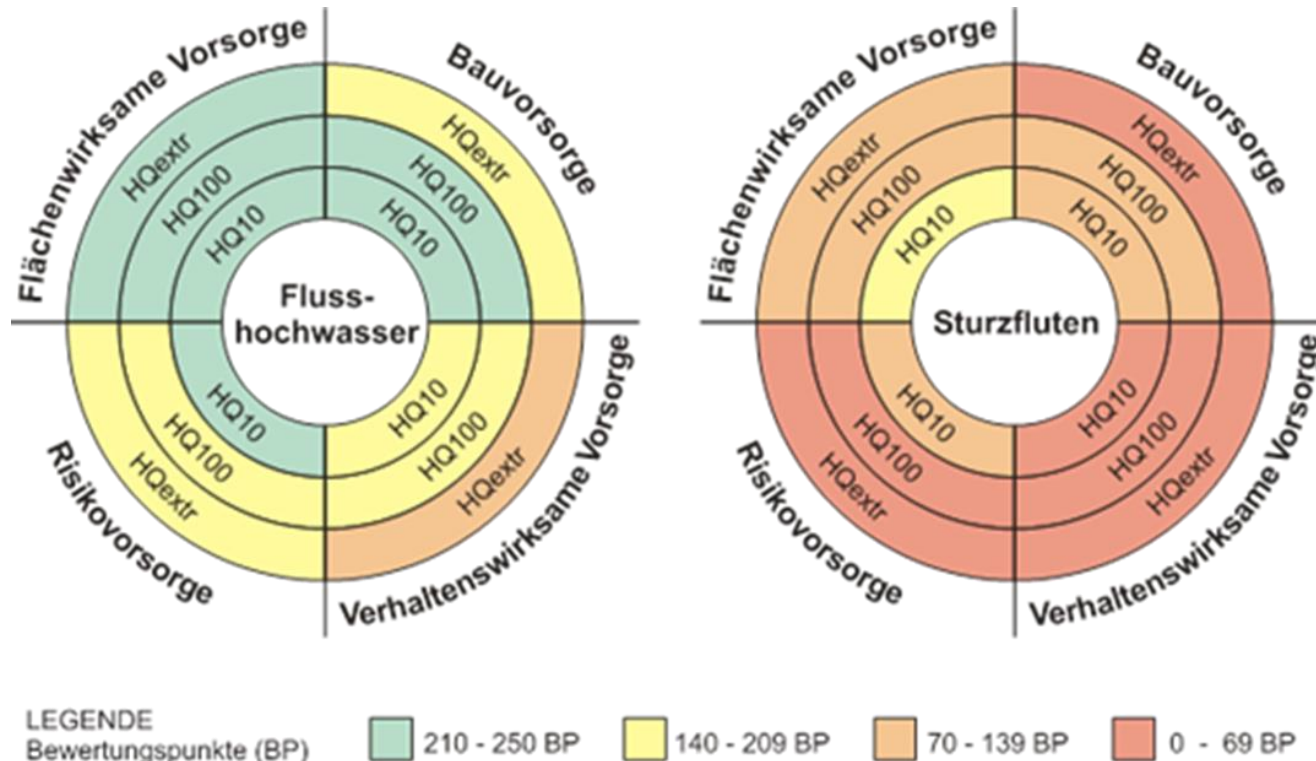 Flächenwirksame Vorsorge
Bauvorsorge
HQextr
HQ100
HQ10
HQextr
HQ100
HQ10
Fluss-
hochwasser
HQ10
HQ100
HQextr
HQ10
HQ100
HQextr
Risikovorsorge
Verhaltenswirksame Vorsorge
Flächenwirksame Vorsorge
Bauvorsorge
HQextr
HQ100
HQ10
HQextr
HQ100
HQ10
Sturzfluten
HQ10
HQ100
HQextr
HQ10
HQ100
HQextr
Risikovorsorge
Verhaltenswirksame Vorsorge
LEGENDE
Bewertungspunkte (BP)
210 - 250 BP
140 - 209 BP
70 - 139 BP
0 - 69 BP